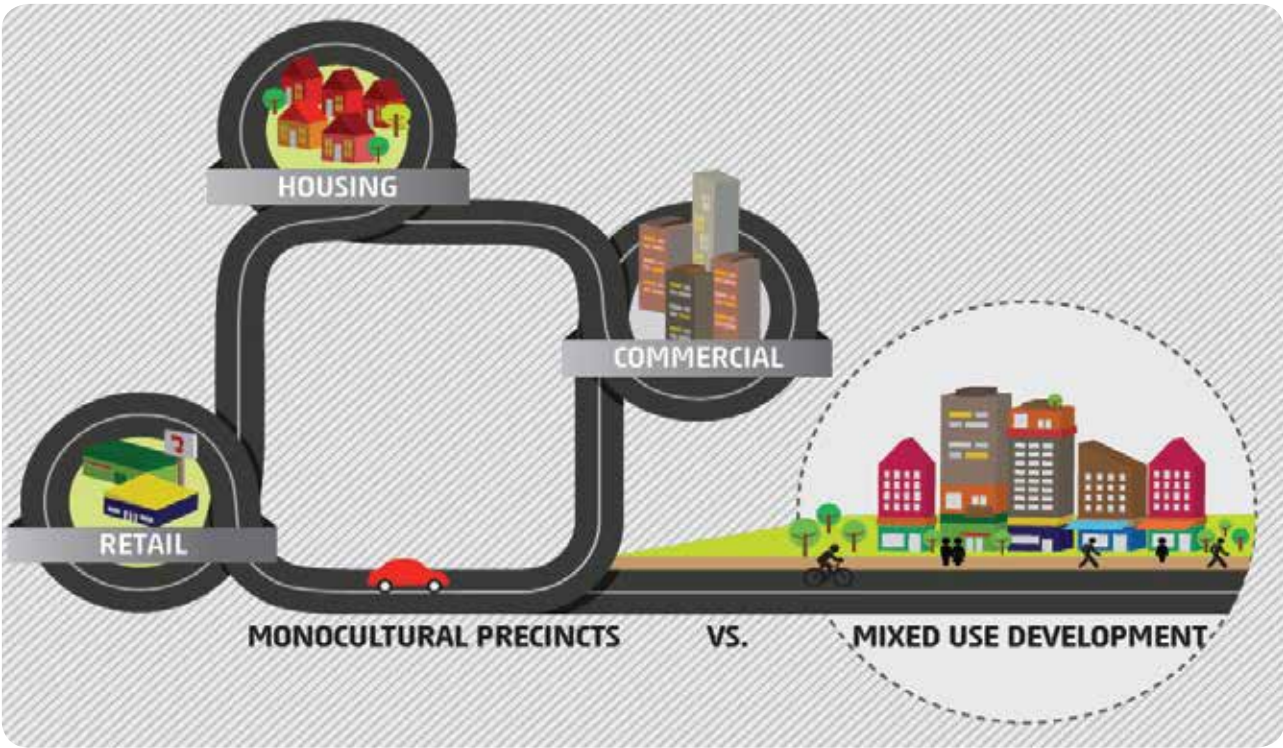 HOUSING
COMMERCIAL
RETAIL
MONOCULTURAL PRECINCTS VS. MIXED USE DEVELOPMENT